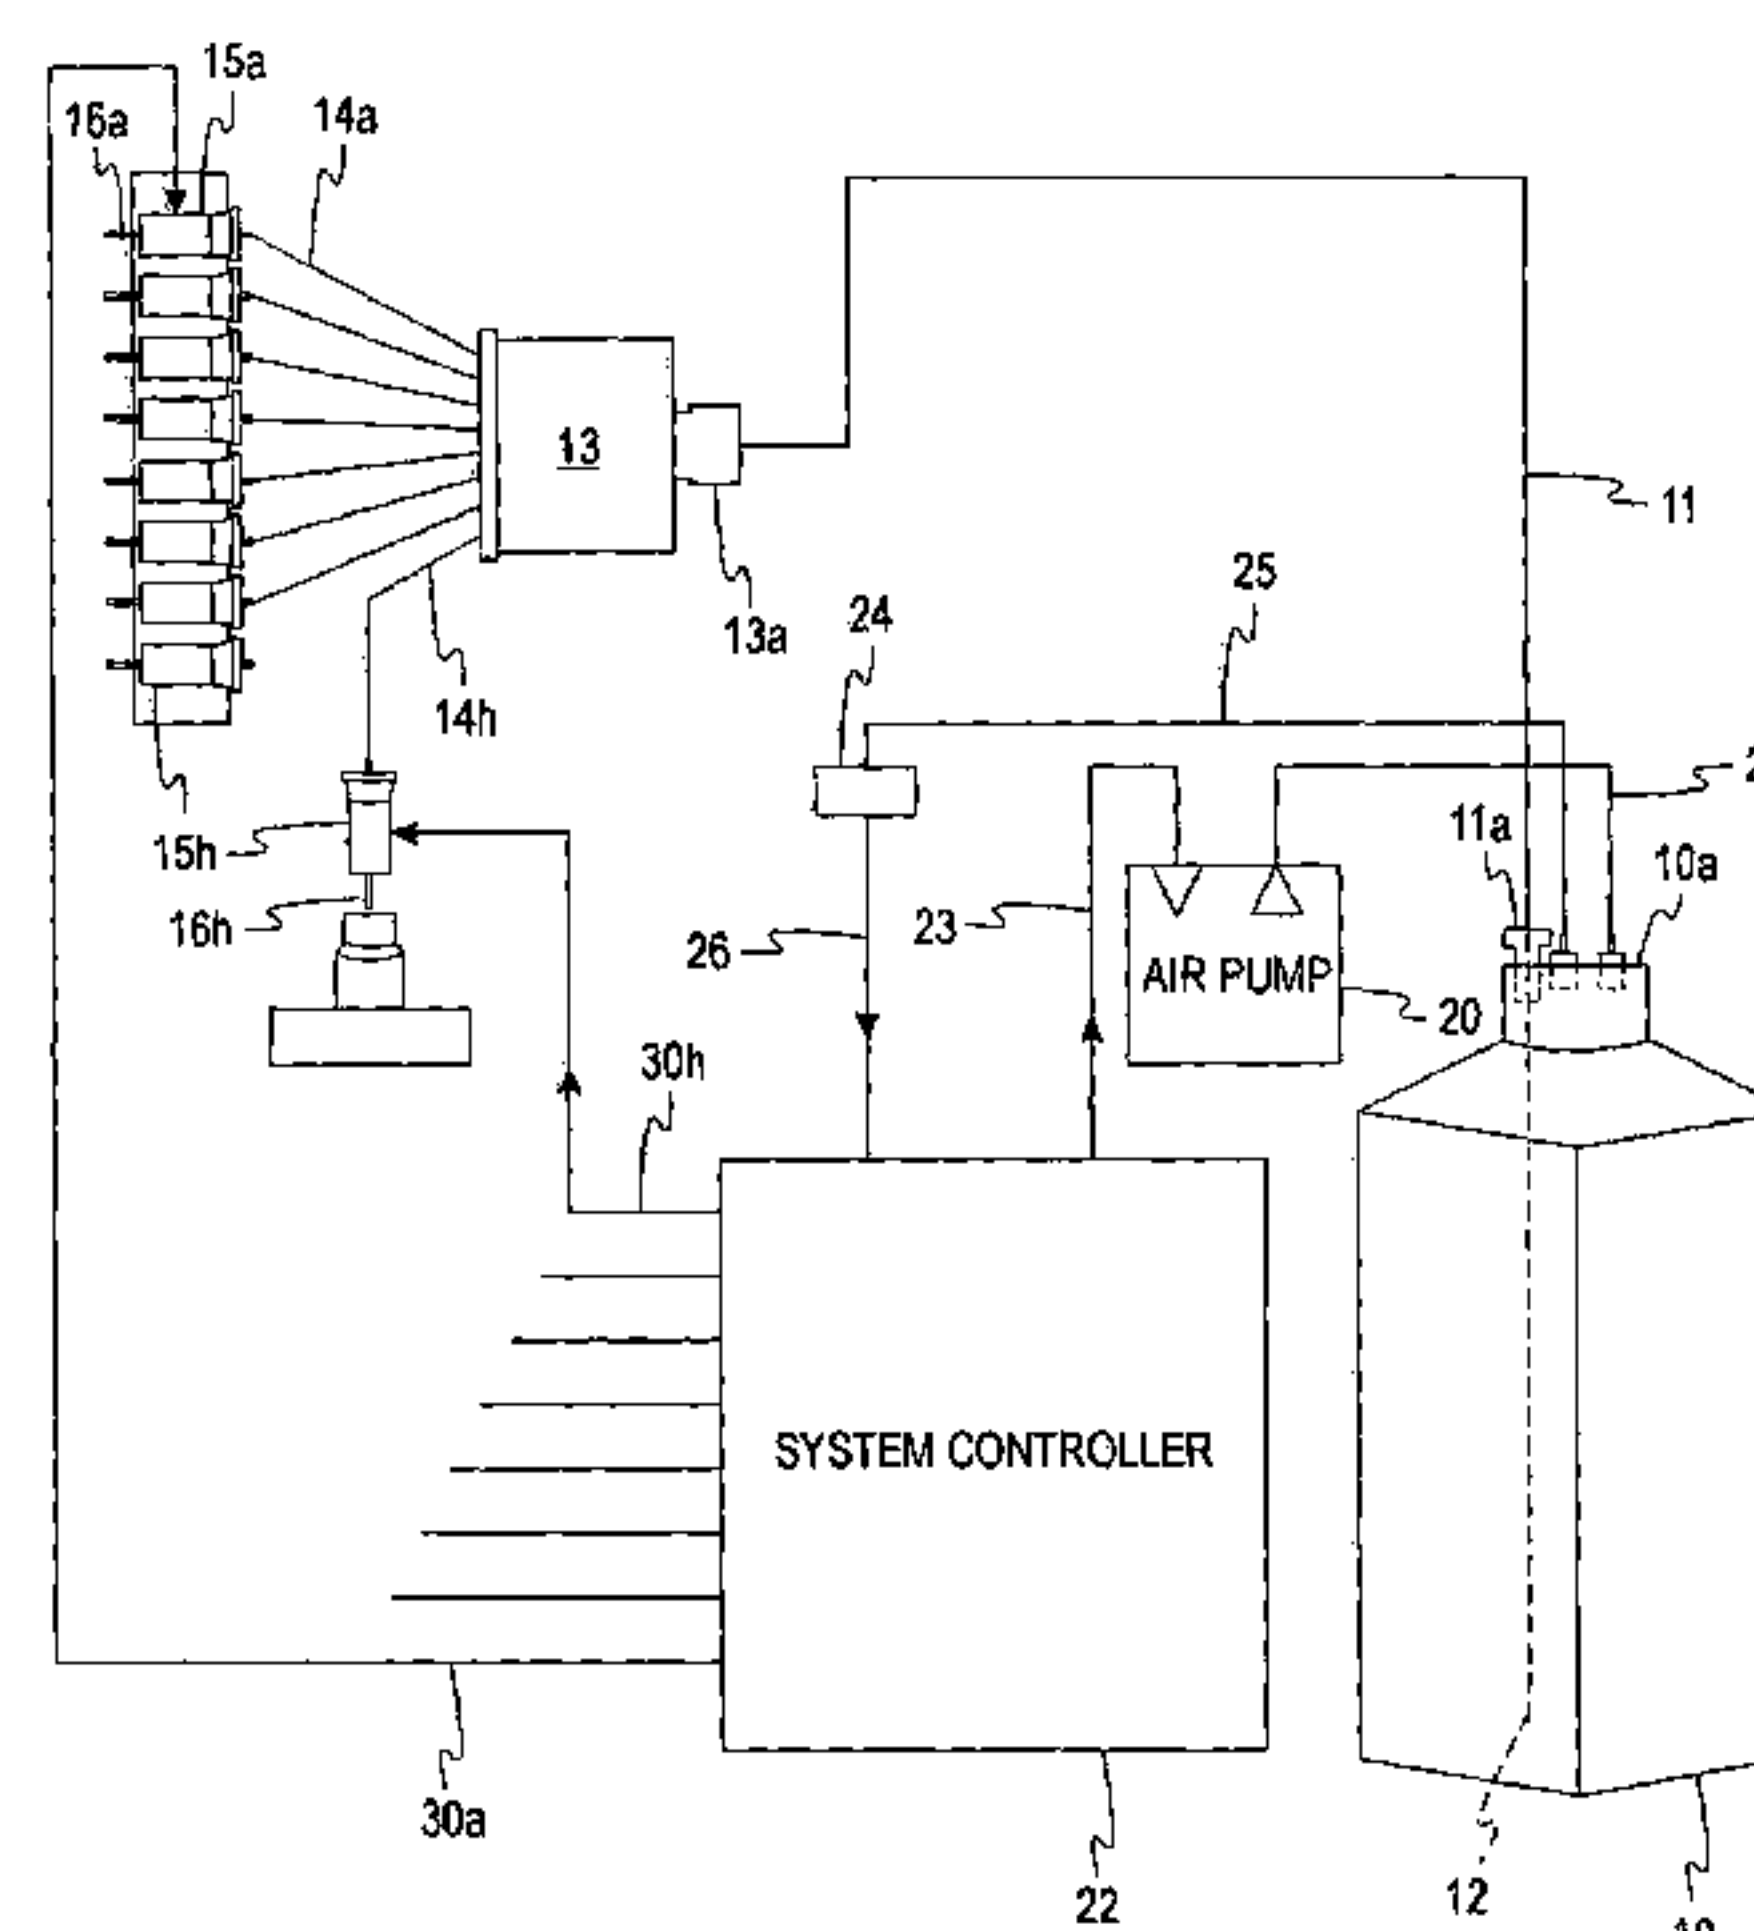 15a
16a
14a
13
11
25
24
13a
14h
11a
15h
10a
16h
23
26
AIR PUMP
20
30h
SYSTEM CONTROLLER
30a
12
22